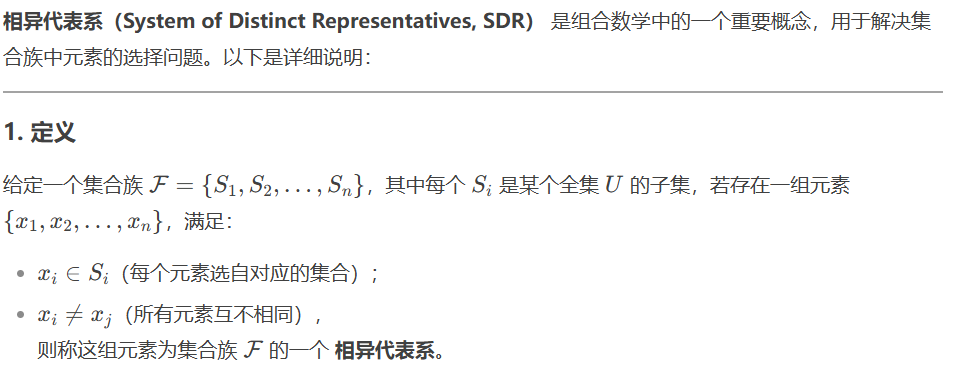 相异代表系（System of Distinct Representatives, SDR） 是组合数学中的一个重要概念，用于解决集
合族中元素的选择问题。以下是详细说明：
1. 定义
给定一个集合族 $\mathcal{F} = \{S_1, S_2, \ldots, S_n\}$，其中每个 $S_i$ 是某个全集 $U$ 的子集，若存在一组元素
$\{x_1, x_2, \ldots, x_n\}$，满足：
• $x_i \in S_i$（每个元素选自对应的集合）；
• $x_i \neq x_j$（所有元素互不相同），
则称这组元素为集合族 $\mathcal{F}$ 的一个 相异代表系。